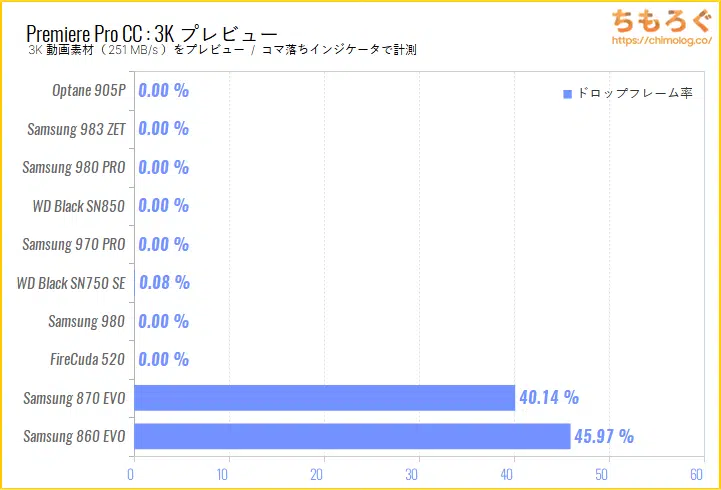 Premiere Pro CC : 3K プレビュー
3K 動画素材（251 MB/s）をプレビュー / コマ落ちインジケータで計測
ちもろぐ
https://chimolog.co/
ドロップフレーム率
Optane 905P 0.00 %
Samsung 983 ZET 0.00 %
Samsung 980 PRO 0.00 %
WD Black SN850 0.00 %
Samsung 970 PRO 0.00 %
WD Black SN750 SE 0.08 %
Samsung 980 0.00 %
FireCuda 520 0.00 %
Samsung 870 EVO 40.14 %
Samsung 860 EVO 45.97 %
0 10 20 30 40 50 60